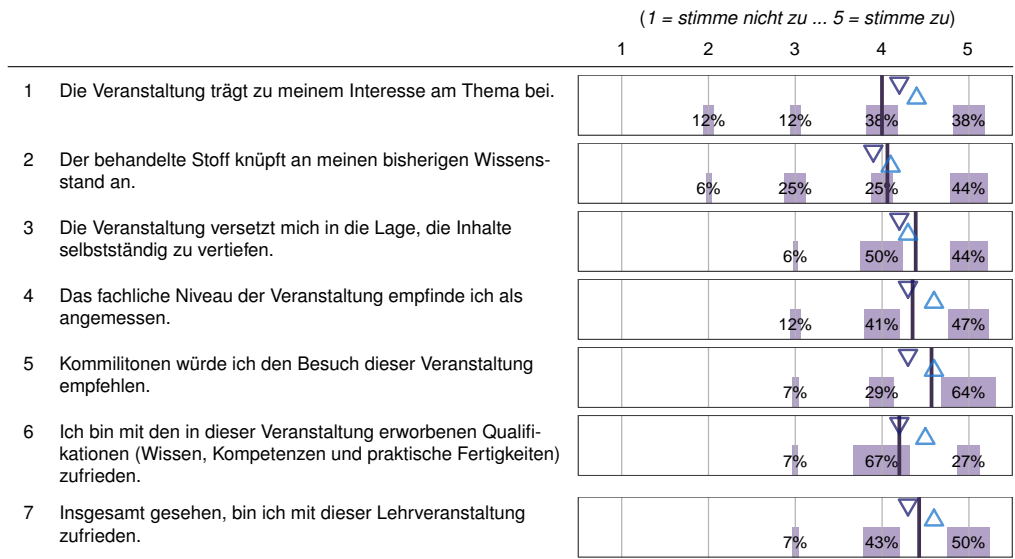 (1 = stimme nicht zu ... 5 = stimme zu)
1 2 3 4 5
1 Die Veranstaltung trägt zu meinem Interesse am Thema bei.
12% 12% 38% 38%
2 Der behandelte Stoff knüpft an meinen bisherigen Wissens-
stand an.
6% 25% 25% 44%
3 Die Veranstaltung versetzt mich in die Lage, die Inhalte
selbstständig zu vertiefen.
6% 50% 44%
4 Das fachliche Niveau der Veranstaltung empfinde ich als
angemessen.
12% 41% 47%
5 Kommilitonen würde ich den Besuch dieser Veranstaltung
empfehlen.
7% 29% 64%
6 Ich bin mit den in dieser Veranstaltung erworbenen Qualifi-
kationen (Wissen, Kompetenzen und praktische Fertigkeiten)
zufrieden.
7% 67% 27%
7 Insgesamt gesehen, bin ich mit dieser Lehrveranstaltung
zufrieden.
7% 43% 50%